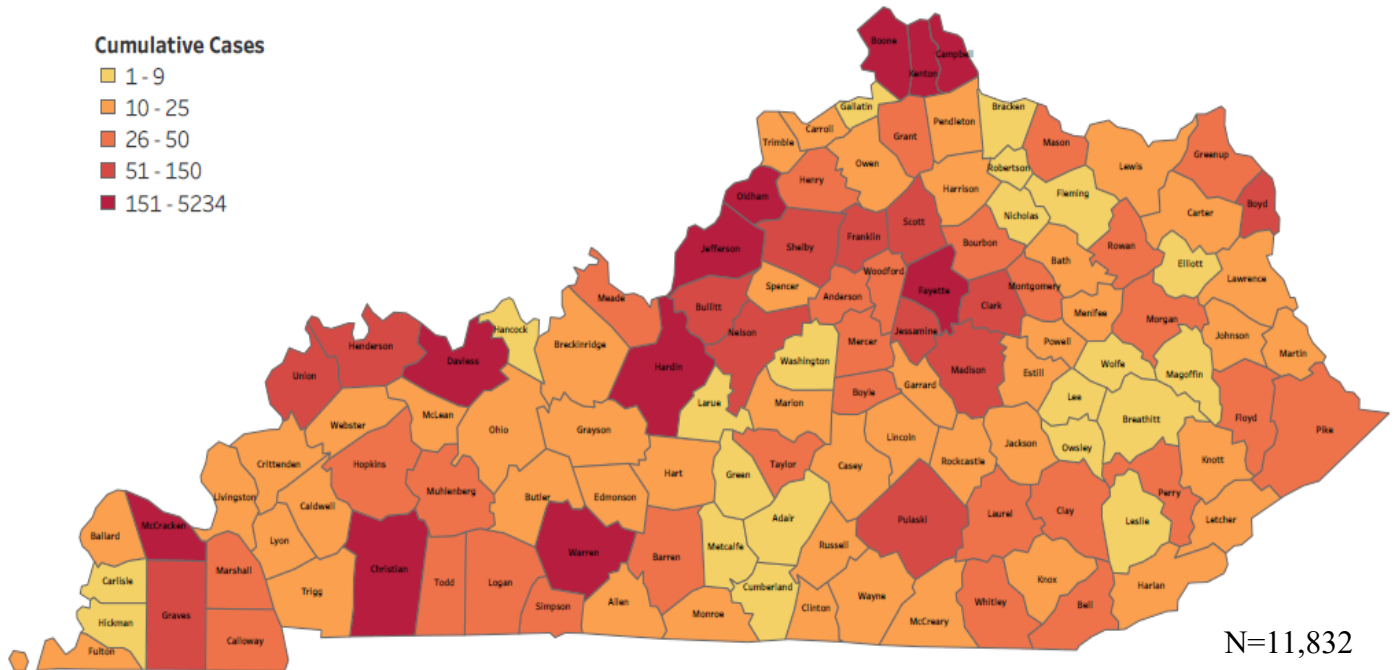 Cumulative Cases
1 - 9
10 - 25
26 - 50
51 - 150
151 - 5234
Boone
Kenton
Campbell
Gallatin
Bracken
Carroll
Trimble
Grant
Pendleton
Mason
Owen
Robertson
Lewis
Greenup
Henry
Harrison
Fleming
Oldham
Nicholas
Carter
Boyd
Scott
Jefferson
Shelby
Franklin
Bourbon
Rowan
Bath
Elliott
Lawrence
Woodford
Spencer
Anderson
Fayette
Montgomery
Meade
Bullitt
Clark
Menifee
Morgan
Hancock
Nelson
Jessamine
Johnson
Henderson
Breckinridge
Mercer
Powell
Martin
Daviess
Washington
Wolfe
Union
Hardin
Madison
Estill
Magoffin
Garrard
Boyle
Larue
Marion
Lee
McLean
Floyd
Breathitt
Webster
Ohio
Grayson
Pike
Lincoln
Jackson
Owsley
Crittenden
Hopkins
Taylor
Casey
Rockcastle
Knott
Hart
Green
Muhlenberg
Perry
Livingston
Butler
Edmonson
Caldwell
Laurel
Clay
Adair
Pulaski
Leslie
Letcher
McCracken
Ballard
Lyon
Metcalfe
Russell
Warren
Barren
Marshall
Christian
Carlisle
Todd
Logan
Knox
Harlan
Cumberland
Trigg
Wayne
Allen
Whitley
Bell
Simpson
Clinton
Graves
Monroe
Hickman
McCreary
Calloway
Fulton
N=11,832